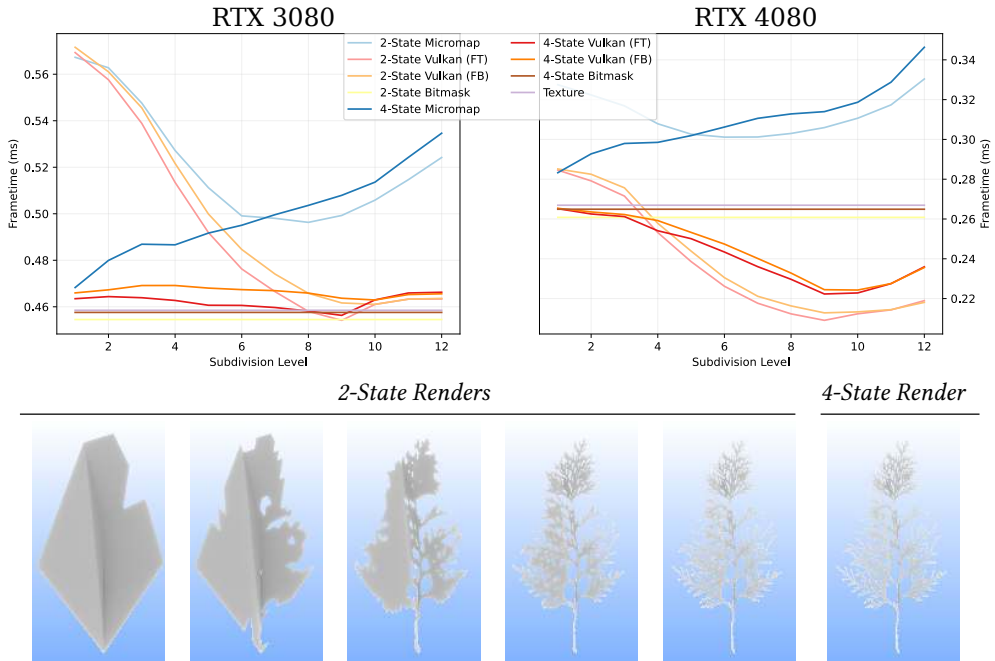 RTX 3080
RTX 4080
2-State Micromap
2-State Vulkan (FT)
2-State Vulkan (FB)
2-State Bitmask
4-State Micromap
4-State Vulkan (FT)
4-State Vulkan (FB)
4-State Bitmask
Texture
Frametime (ms)
0.56
0.54
0.52
0.50
0.48
0.46
2 4 6 8 10 12
Subdivision Level
0.34
0.32
0.30
0.28
0.26
0.24
0.22
Frametime (ms)
2 4 6 8 10 12
Subdivision Level
2-State Renders
4-State Render